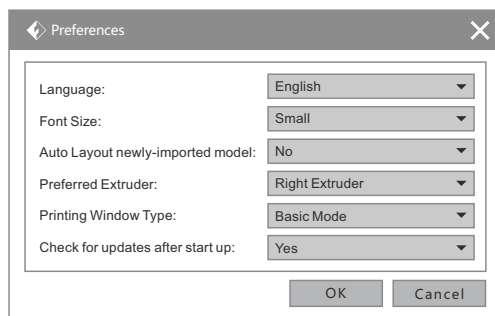 Preferences
Language: English
Font Size: Small
Auto Layout newly-imported model: No
Preferred Extruder: Right Extruder
Printing Window Type: Basic Mode
Check for updates after start up: Yes
OK Cancel